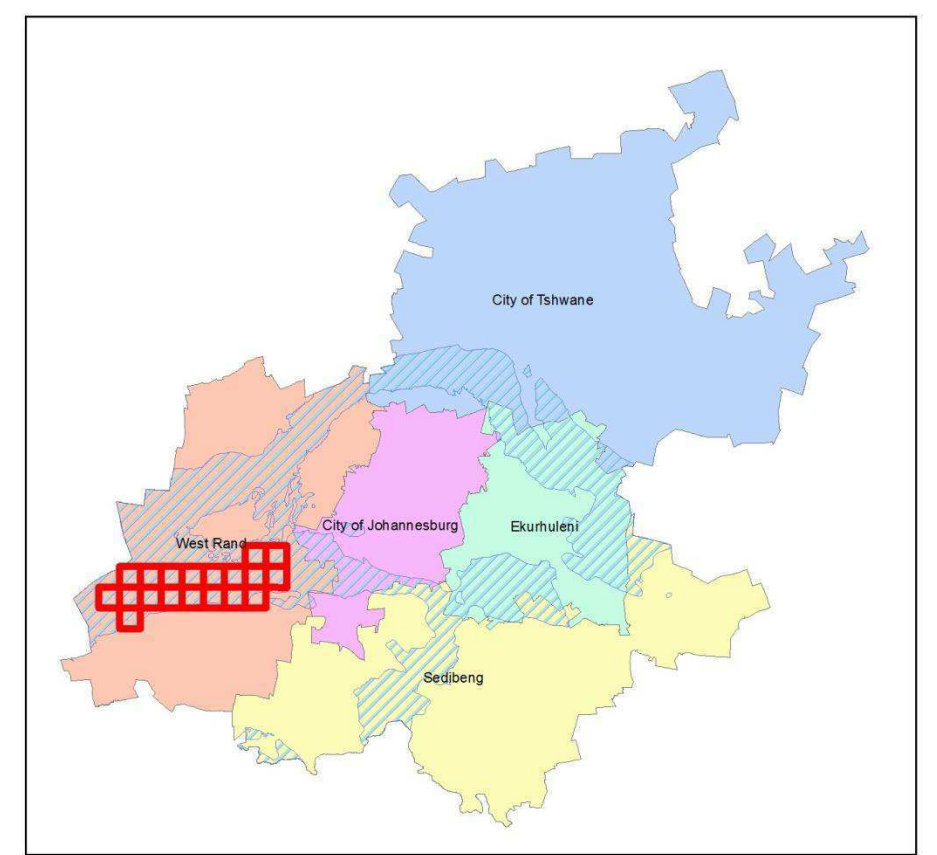 City of Tshwane
City of Johannesburg
Ekurhuleni
West Rand
Sedibeng